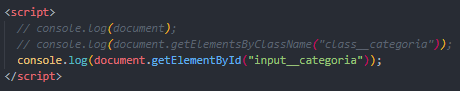 <script>
// console.log(document);
// console.log(document.getElementsByClassName("class__categoria"));
console.log(document.getElementById("input__categoria"));
</script>